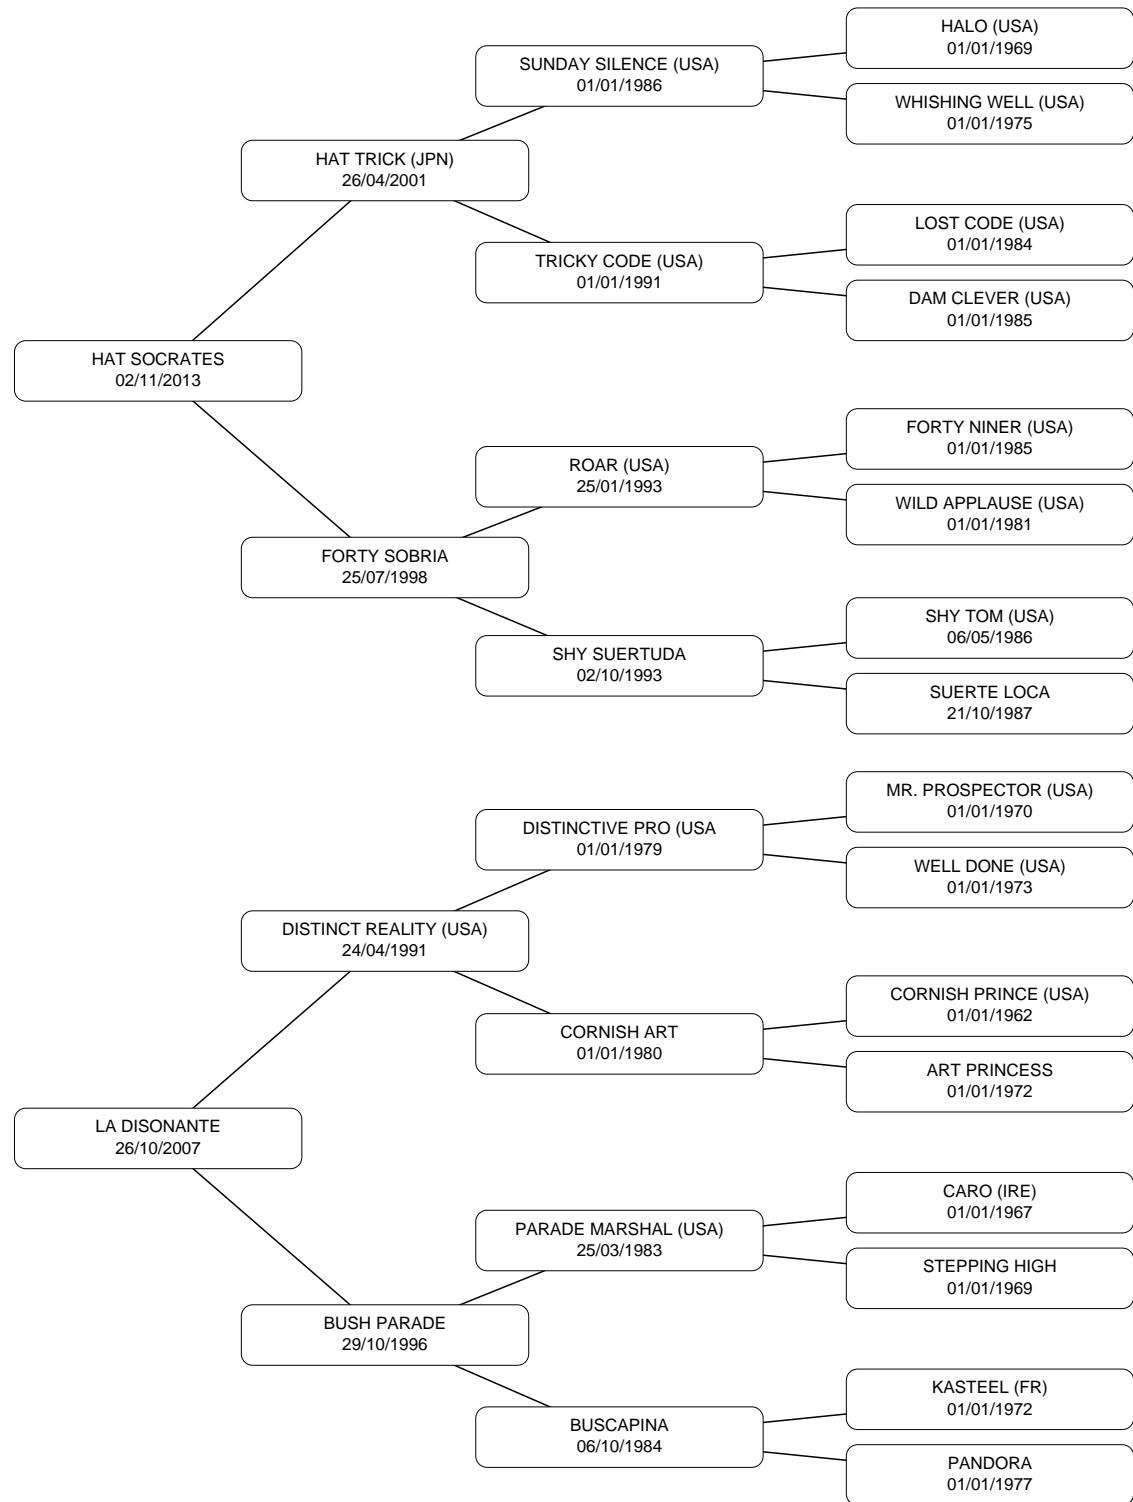 HALO (USA)
01/01/1969
SUNDAY SILENCE (USA)
01/01/1986
WHISHING WELL (USA)
01/01/1975
HAT TRICK (JPN)
26/04/2001
LOST CODE (USA)
01/01/1984
TRICKY CODE (USA)
01/01/1991
DAM CLEVER (USA)
01/01/1985
HAT SOCRATES
02/11/2013
FORTY NINER (USA)
01/01/1985
ROAR (USA)
25/01/1993
WILD APPLAUSE (USA)
01/01/1981
FORTY SOBRIA
25/07/1998
SHY TOM (USA)
06/05/1986
SHY SUERTUDA
02/10/1993
SUERTE LOCA
21/10/1987
MR. PROSPECTOR (USA)
01/01/1970
DISTINCTIVE PRO (USA
01/01/1979
WELL DONE (USA)
01/01/1973
DISTINCT REALITY (USA)
24/04/1991
CORNISH PRINCE (USA)
01/01/1962
CORNISH ART
01/01/1980
ART PRINCESS
01/01/1972
LA DISONANTE
26/10/2007
CARO (IRE)
01/01/1967
PARADE MARSHAL (USA)
25/03/1983
STEPPING HIGH
01/01/1969
BUSH PARADE
29/10/1996
KASTEEL (FR)
01/01/1972
BUSCAPINA
06/10/1984
PANDORA
01/01/1977